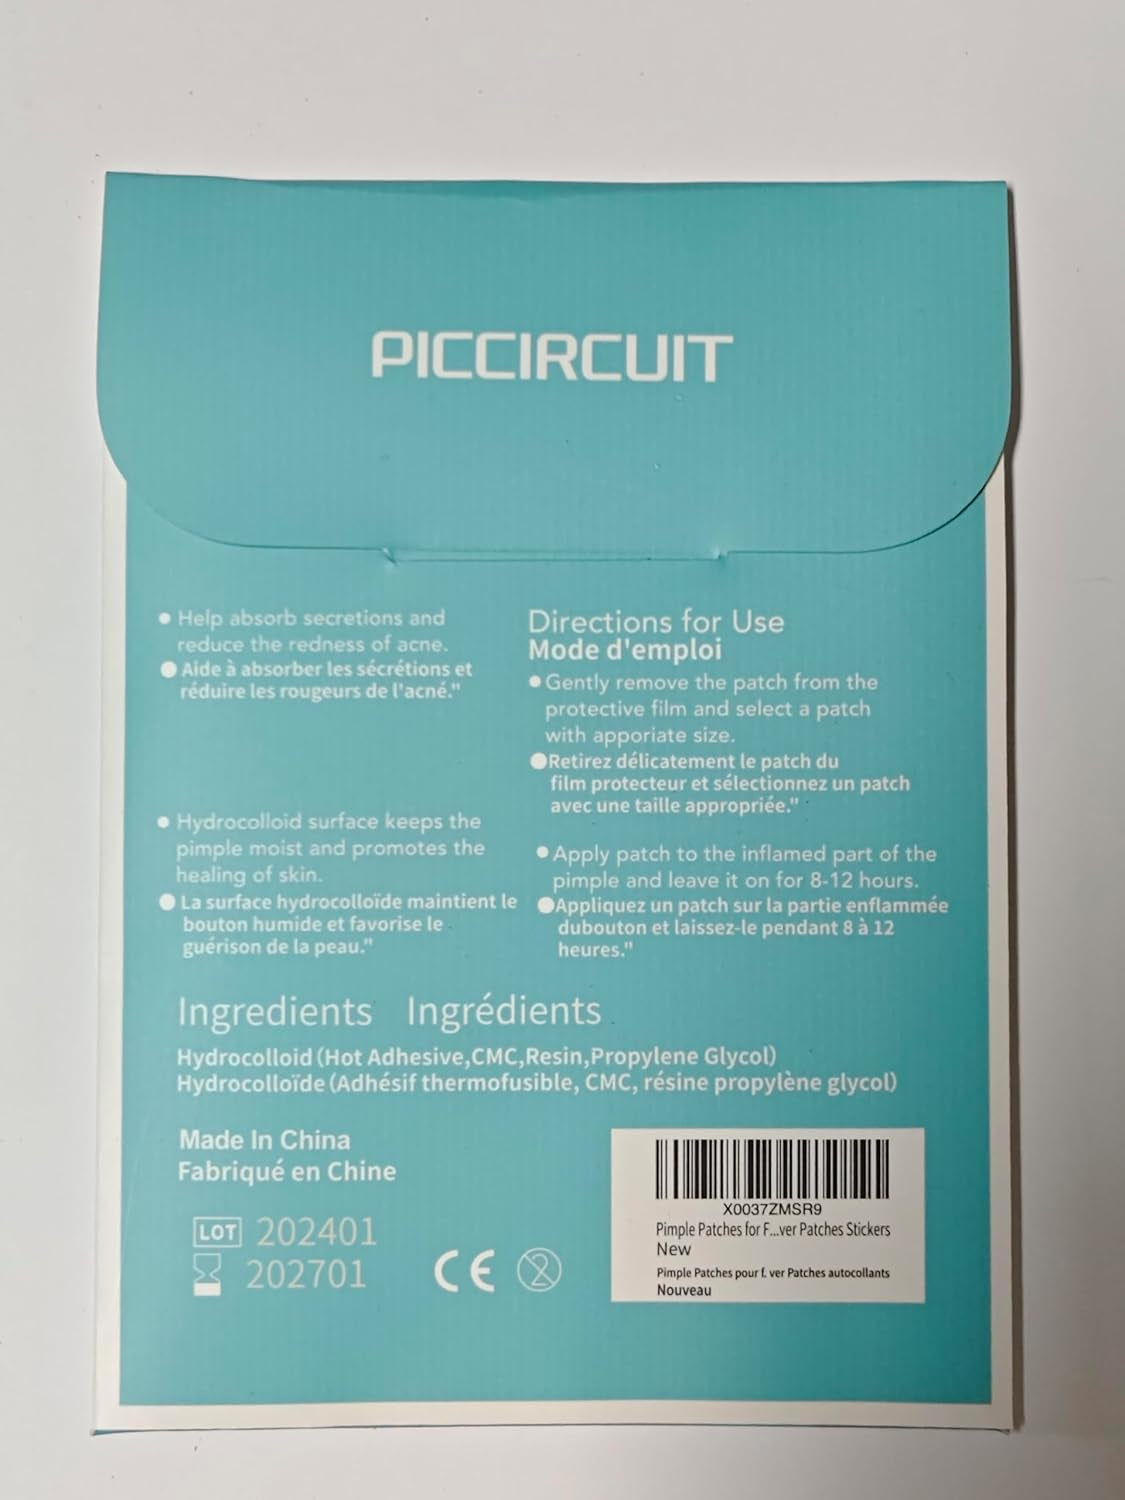 PICCIRCUIT
● Help absorb secretions and
reduce the redness of acne.
● Aide à absorber les sécrétions et
réduire les rougeurs de l'acné."
● Hydrocolloid surface keeps the
pimple moist and promotes the
healing of skin.
● La surface hydrocolloïde maintient le
bouton humide et favorise le
guérison de la peau."
Directions for Use
Mode d'emploi
● Gently remove the patch from the
protective film and select a patch
with apporiate size.
●Retirez délicatement le patch du
film protecteur et sélectionnez un patch
avec une taille appropriée."
● Apply patch to the inflamed part of the
pimple and leave it on for 8-12 hours.
●Appliquez un patch sur la partie enflammée
dubouton et laissez-le pendant 8 à 12
heures."
Ingredients Ingrédients
Hydrocolloid (Hot Adhesive,CMC,Resin,Propylene Glycol)
Hydrocolloïde (Adhésif thermofusible, CMC, résine propylène glycol)
Made In China
Fabriqué en Chine
LOT 202401
202701
CE 2
X0037ZMSR9
Pimple Patches for F...ver Patches Stickers
New
Pimple Patches pour f. ver Patches autocollants
Nouveau